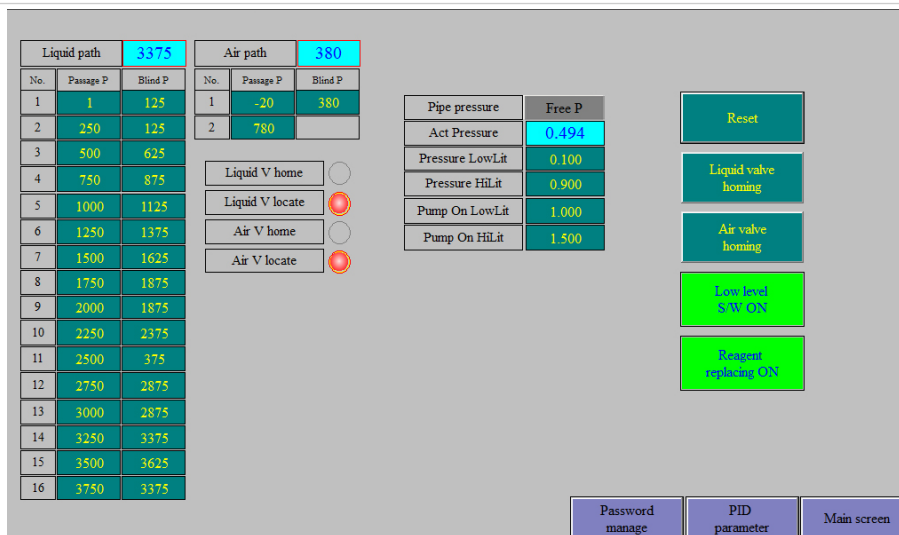 Liquid path 3375 Air path 380
No. Passage P Blind P No. Passage P Blind P
1 1 125 1 -20 380
2 250 125 2 780
3 500 625
4 750 875
5 1000 1125
6 1250 1375
7 1500 1625
8 1750 1875
9 2000 1875
10 2250 2375
11 2500 375
12 2750 2875
13 3000 2875
14 3250 3375
15 3500 3625
16 3750 3375
Liquid V home
Liquid V locate
Air V home
Air V locate
Pipe pressure Free P
Act Pressure 0.494
Pressure LowLit 0.100
Pressure HiLit 0.900
Pump On LowLit 1.000
Pump On HiLit 1.500
Reset
Liquid valve
homing
Air valve
homing
Low level
S/W ON
Reagent
replacing ON
Password
manage
PID
parameter
Main screen